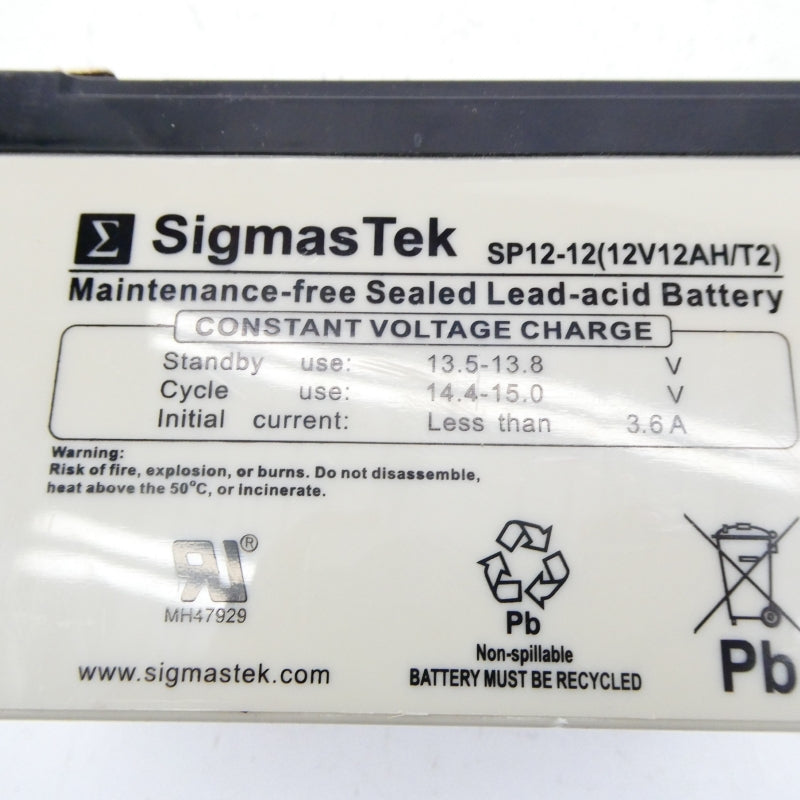 Σ SigmasTek SP12-12(12V12AH/T2)
Maintenance-free Sealed Lead-acid Battery
CONSTANT VOLTAGE CHARGE
Standby use: 13.5-13.8 V
Cycle use: 14.4-15.0 V
Initial current: Less than 3.6 A
Warning:
Risk of fire, explosion, or burns. Do not disassemble,
heat above the 50°C, or incinerate.
RU®
MH47929
Pb
Non-spillable
BATTERY MUST BE RECYCLED
Pb
www.sigmastek.com